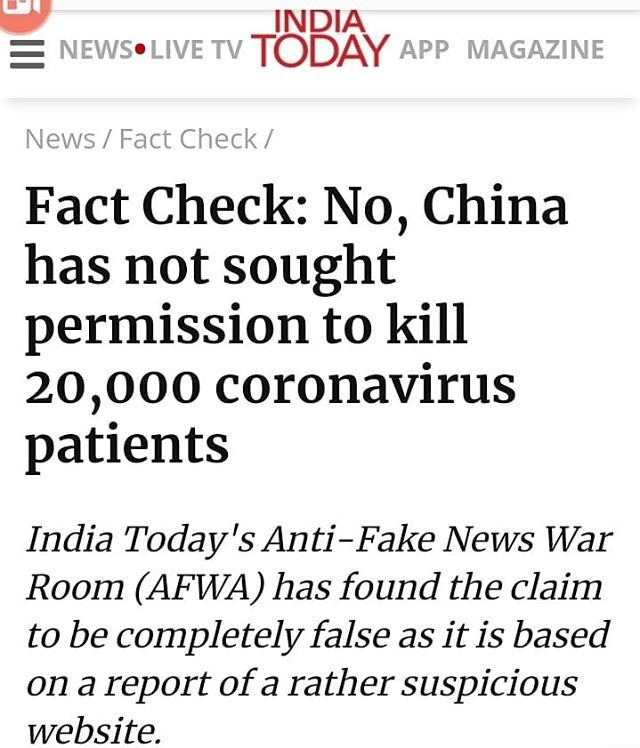 NEWS•LIVE TV INDIA TODAY APP MAGAZINE
News / Fact Check /
Fact Check: No, China
has not sought
permission to kill
20,000 coronavirus
patients
India Today's Anti-Fake News War
Room (AFWA) has found the claim
to be completely false as it is based
on a report of a rather suspicious
website.